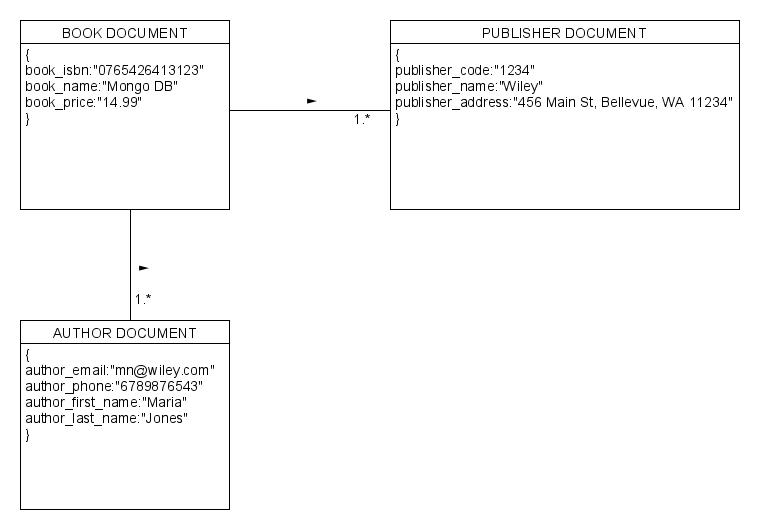 BOOK DOCUMENT
{
book_isbn:"0765426413123"
book_name:"Mongo DB"
book_price:"14.99"
}
PUBLISHER DOCUMENT
{
publisher_code:"1234"
publisher_name:"Wiley"
publisher_address:"456 Main St, Bellevue, WA 11234"
}
1.*
1.*
AUTHOR DOCUMENT
{
author_email:"mn@wiley.com"
author_phone:"6789876543"
author_first_name:"Maria"
author_last_name:"Jones"
}